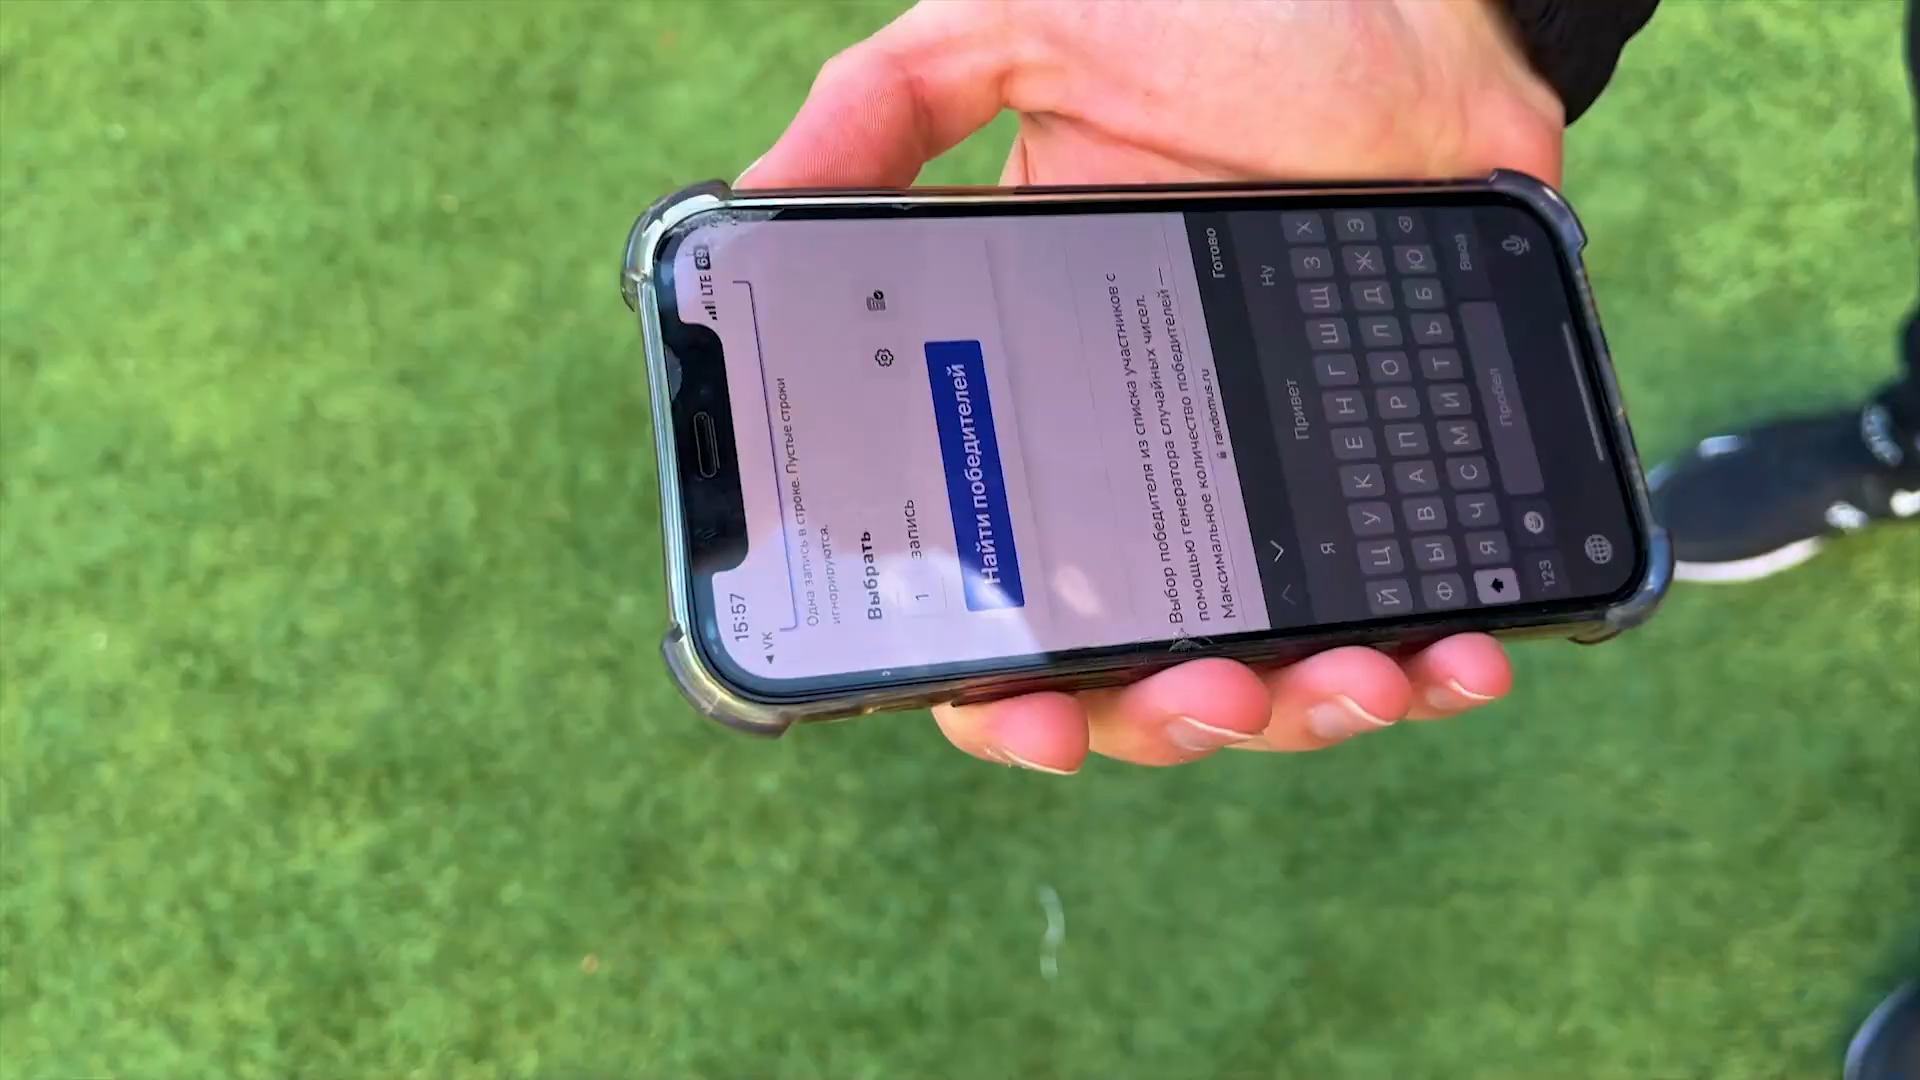 15:57
LTE 69
◀ VK
Одна запись в строке. Пустые строки
игнорируются.
Выбрать
1 запись
Найти победителей
Выбор победителя из списка участников с
помощью генератора случайных чисел.
Максимальное количество победителей —
randomus.ru
Готово
Я Привет Ну
Й Ц У К Е Н Г Ш Щ З Х
Ф Ы В А П Р О Л Д Ж Э
Я Ч С М И Т Ь Б Ю
123 Пробел Ввод